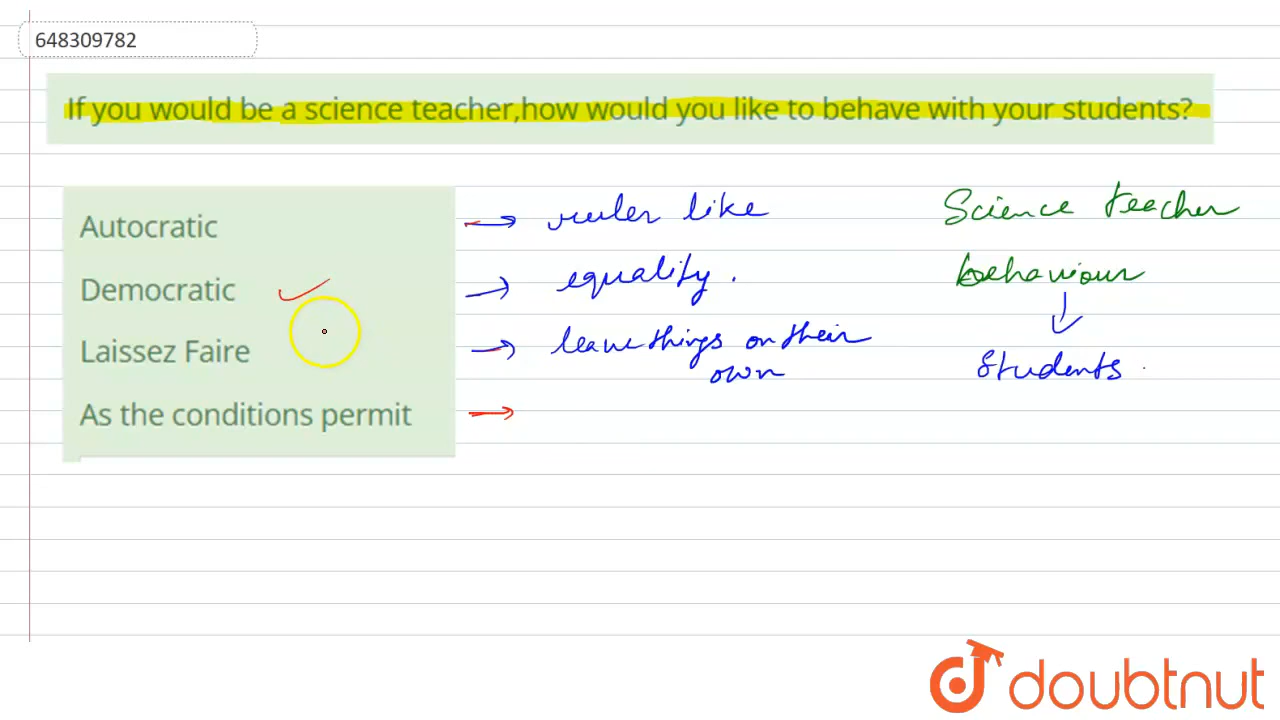 648309782
If you would be a science teacher,how would you like to behave with your students?
Autocratic → ruler like
Democratic ✓ → equality.
Laissez Faire → leave things on their
own
As the conditions permit →
Science teacher
behaviour
↓
Students
doubtnut